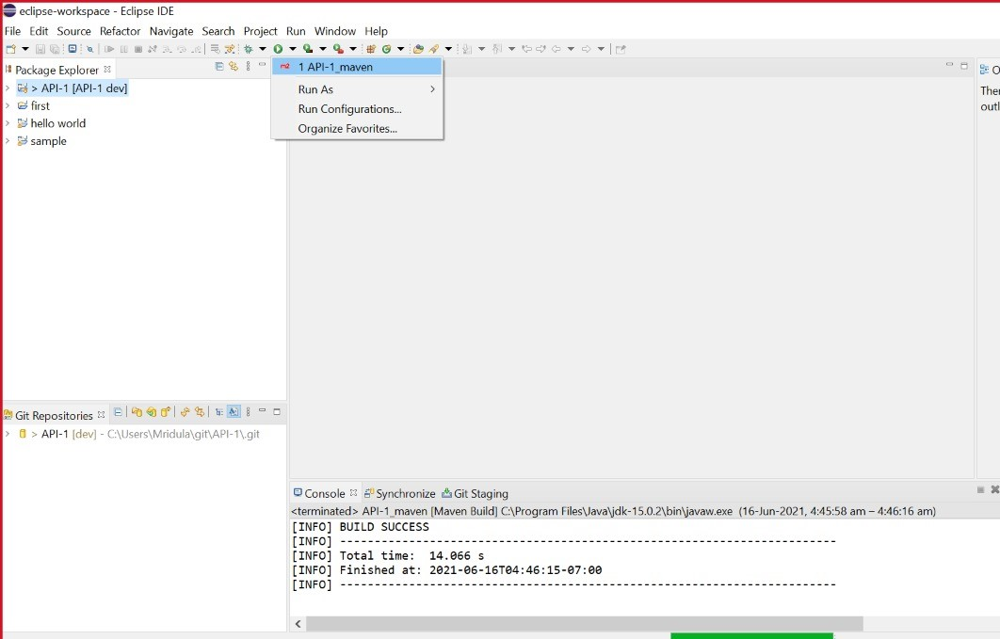 eclipse-workspace - Eclipse IDE
File Edit Source Refactor Navigate Search Project Run Window Help
Package Explorer
> API-1 [API-1 dev]
first
hello world
sample
m2 1 API-1_maven
Run As
Run Configurations...
Organize Favorites...
O
Ther
outl
Git Repositories
> API-1 [dev] - C:\Users\Mridula\git\API-1\.git
Console Synchronize Git Staging
<terminated> API-1_maven [Maven Build] C:\Program Files\Java\jdk-15.0.2\bin\javaw.exe (16-Jun-2021, 4:45:58 am – 4:46:16 am)
[INFO] BUILD SUCCESS
[INFO] ------------------------------------------------------------------------
[INFO] Total time:  14.066 s
[INFO] Finished at: 2021-06-16T04:46:15-07:00
[INFO] ------------------------------------------------------------------------